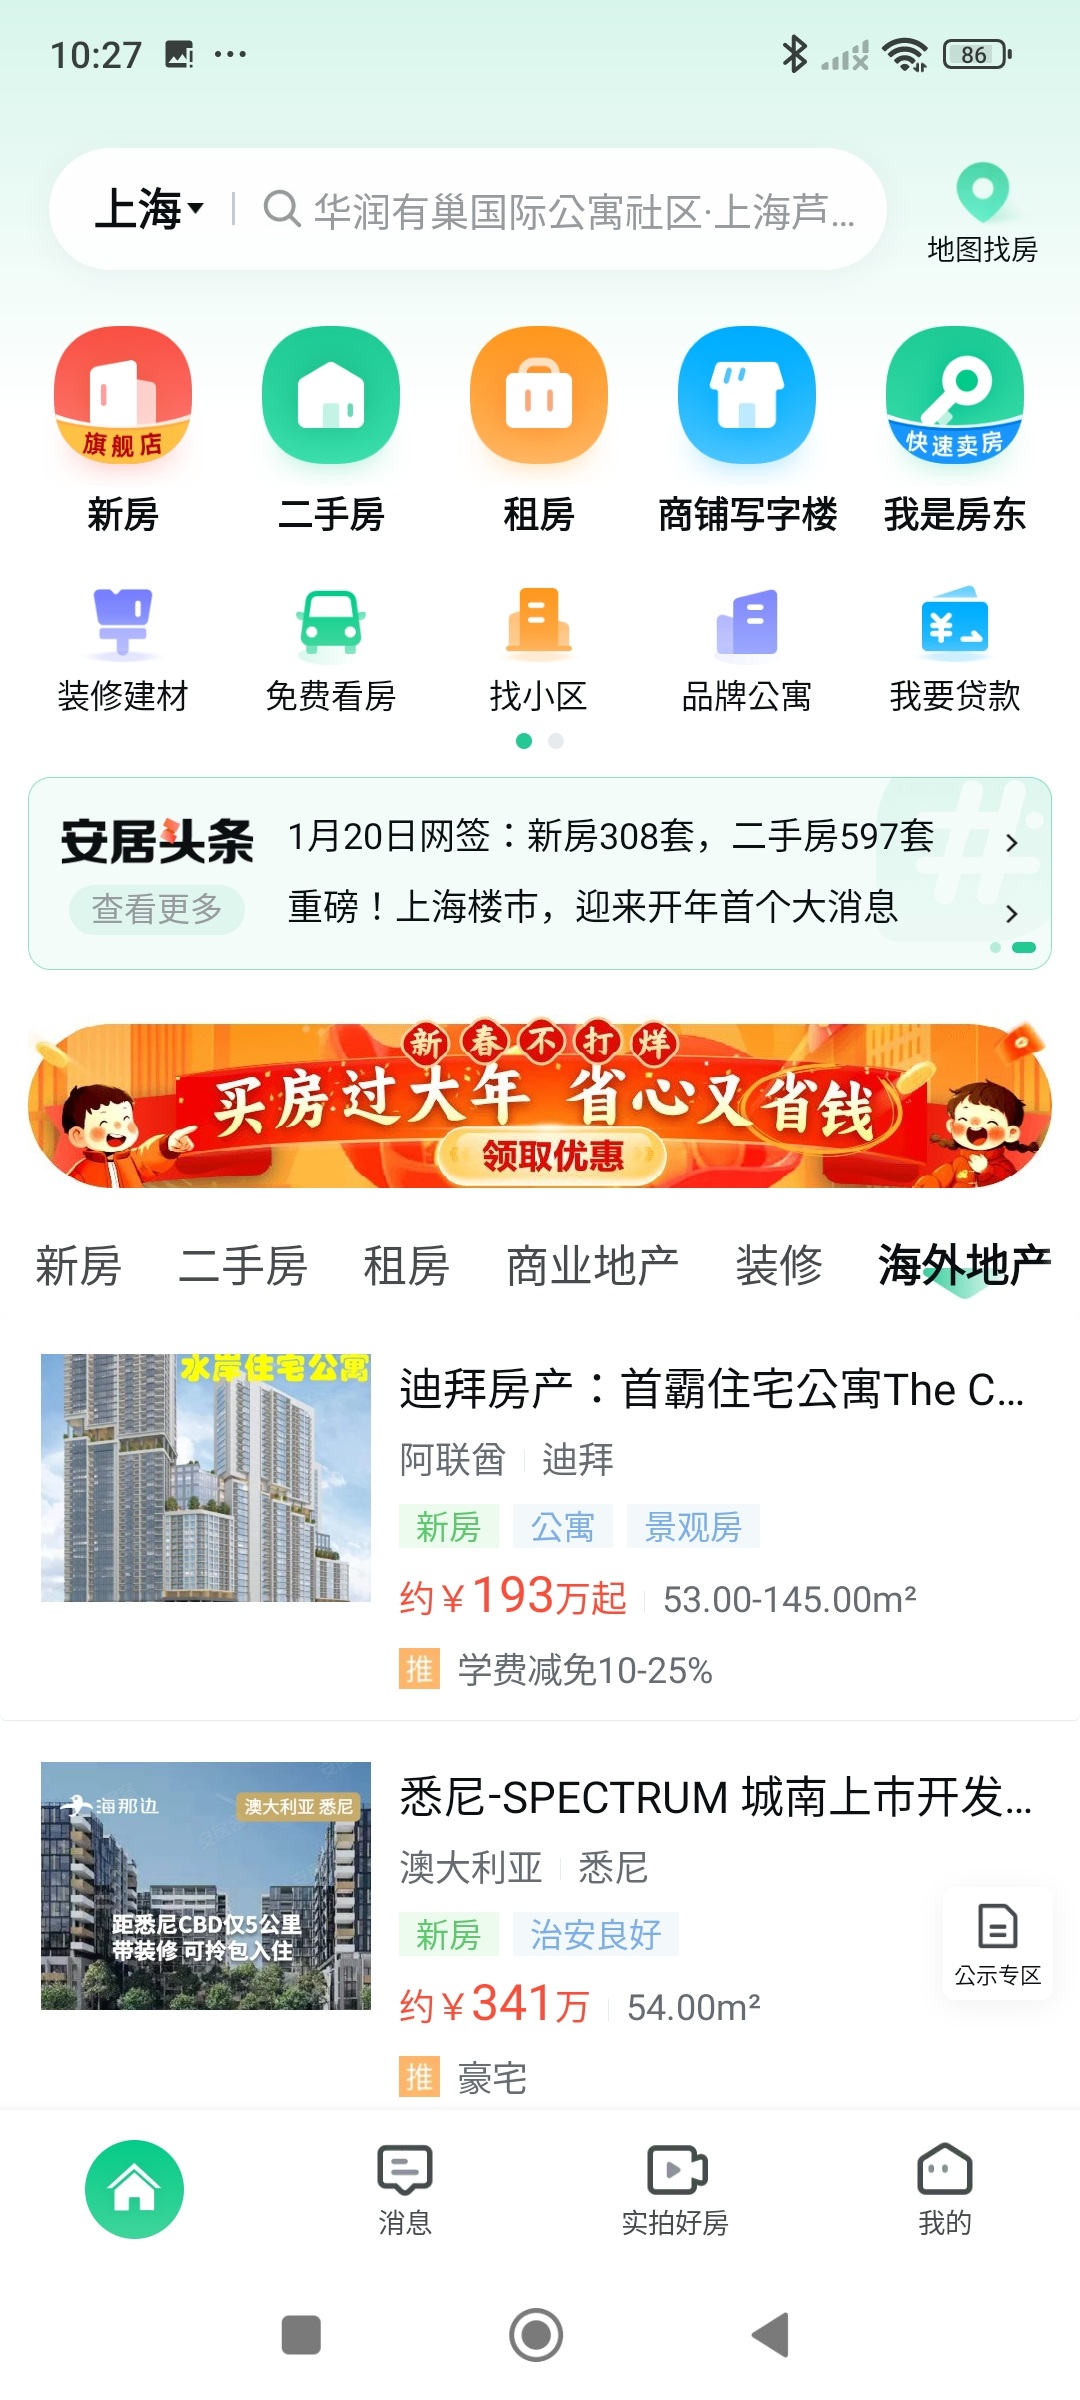 10:27
86
上海
华润有巢国际公寓社区·上海芦...
地图找房
旗舰店
快速卖房
新房
二手房
租房
商铺写字楼
我是房东
装修建材
免费看房
找小区
品牌公寓
我要贷款
安居头条
1月20日网签：新房308套，二手房597套
查看更多
重磅！上海楼市，迎来开年首个大消息
新春不打烊
买房过大年 省心又省钱
领取优惠
新房
二手房
租房
商业地产
装修
海外地产
水岸住宅公寓
迪拜房产：首霸住宅公寓The C...
阿联酋 迪拜
新房 公寓 景观房
约¥193万起 53.00-145.00m²
推 学费减免10-25%
海那边
澳大利亚 悉尼
距悉尼CBD仅5公里
带装修 可拎包入住
悉尼-SPECTRUM 城南上市开发...
澳大利亚 悉尼
新房 治安良好
约¥341万 54.00m²
推 豪宅
公示专区
消息
实拍好房
我的